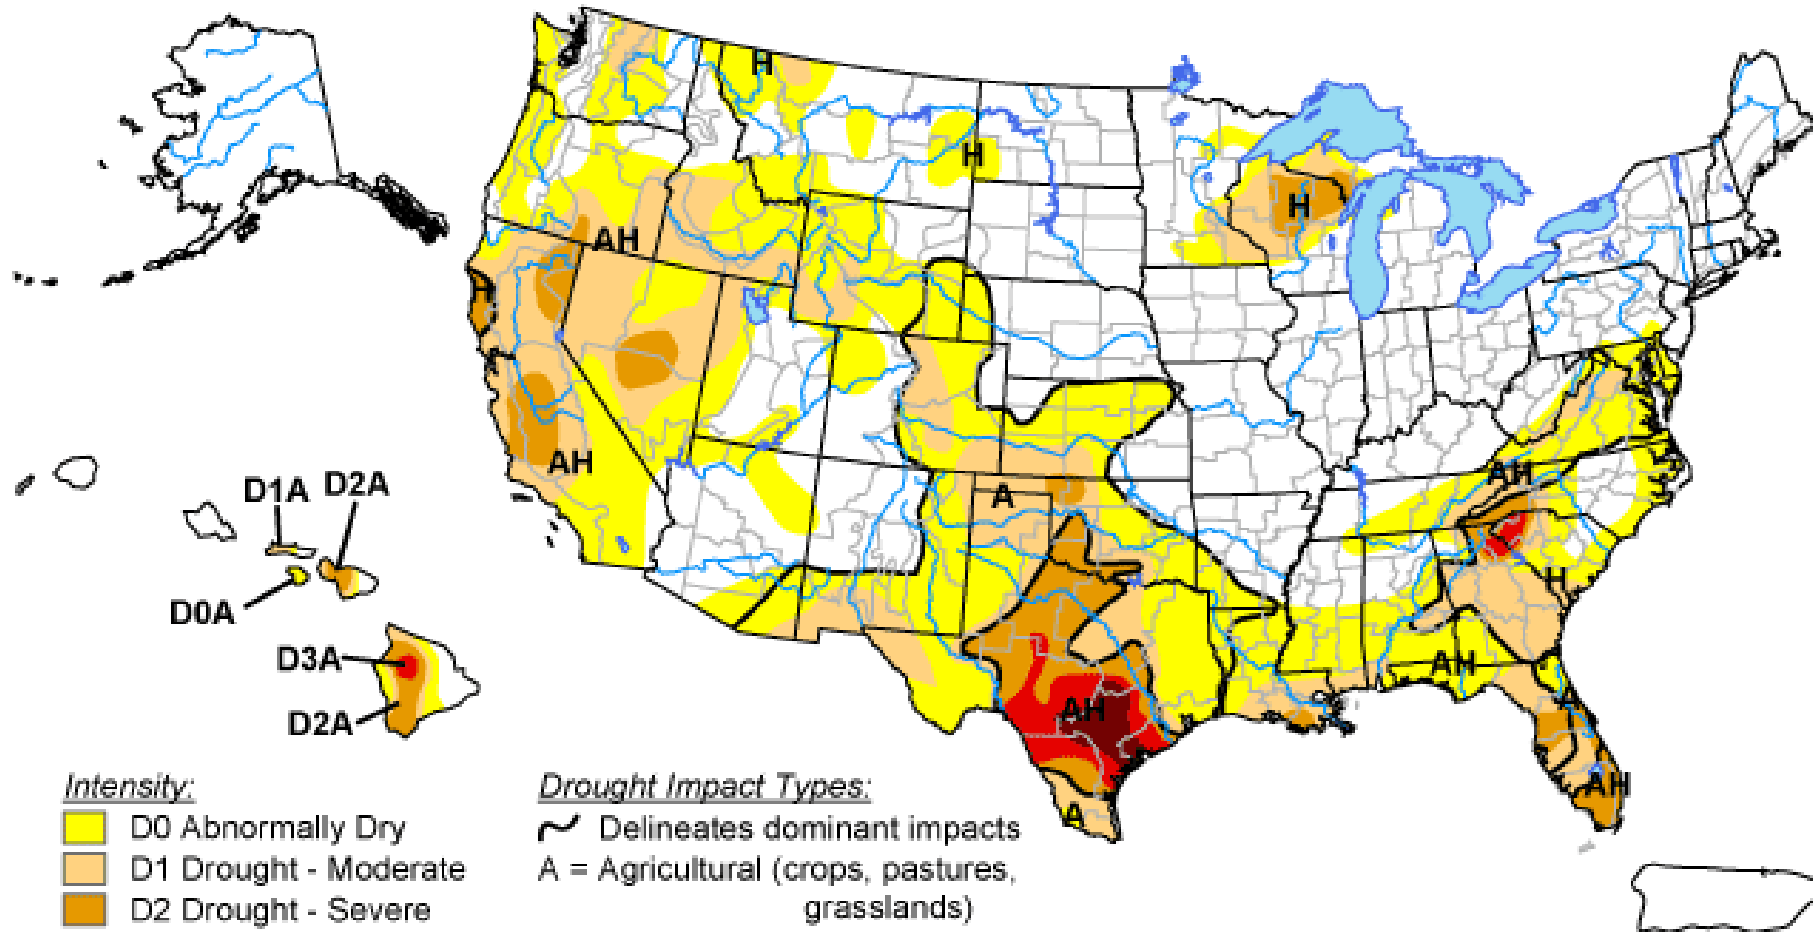 H
H
H
AH
H
D1A D2A
AH
AH
A
D0A
H
D3A
AH
A
AH
D2A
AH
A
Intensity:
D0 Abnormally Dry
D1 Drought - Moderate
D2 Drought - Severe
Drought Impact Types:
Delineates dominant impacts
A = Agricultural (crops, pastures,
grasslands)